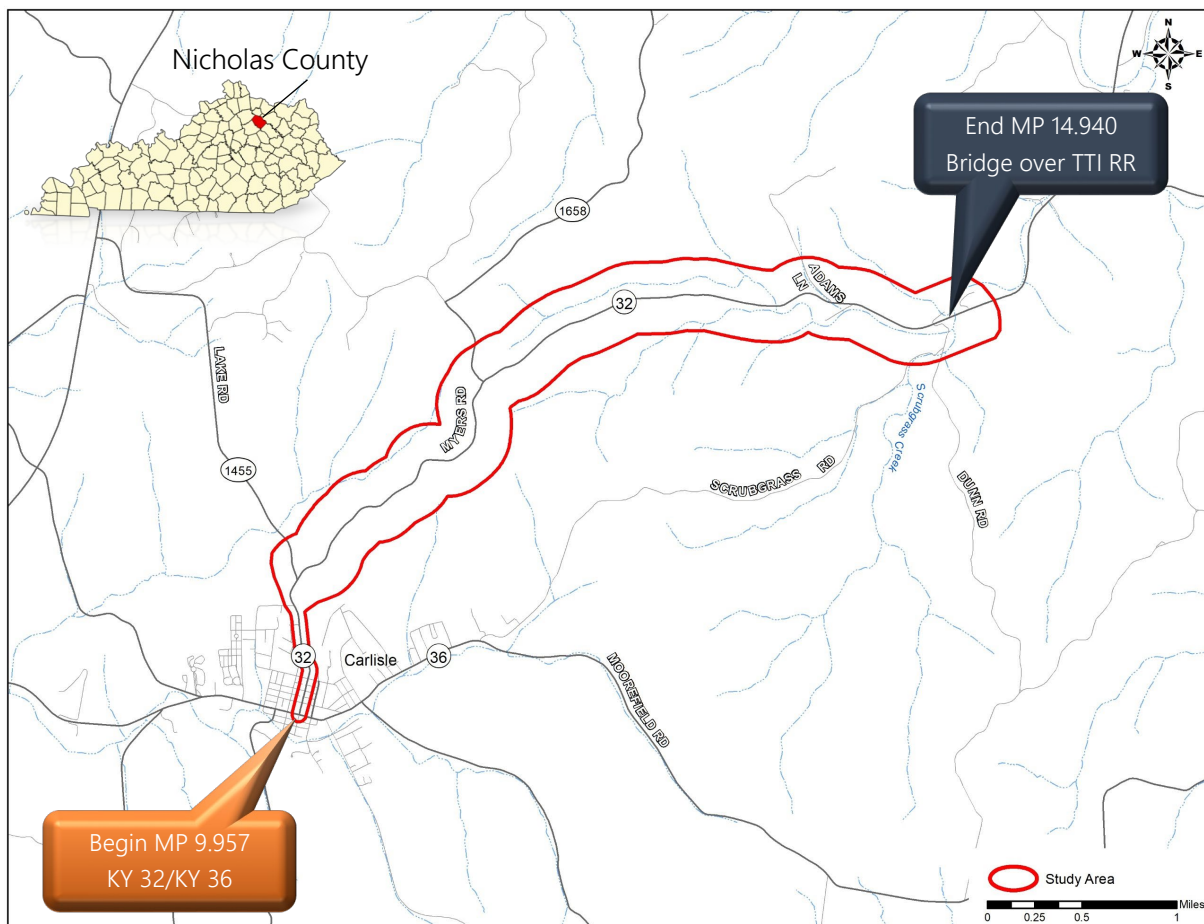 Nicholas County
N
W
E
S
End MP 14.940
Bridge over TTI RR
1658
ADAMS
LN
32
LAKE RD
MYERS RD
1455
Scrubgrass Creek
SCRUBGRASS RD
DUNN RD
32
Carlisle
36
MOOREFIELD RD
Begin MP 9.957
KY 32/KY 36
Study Area
Miles
0 0.25 0.5 1